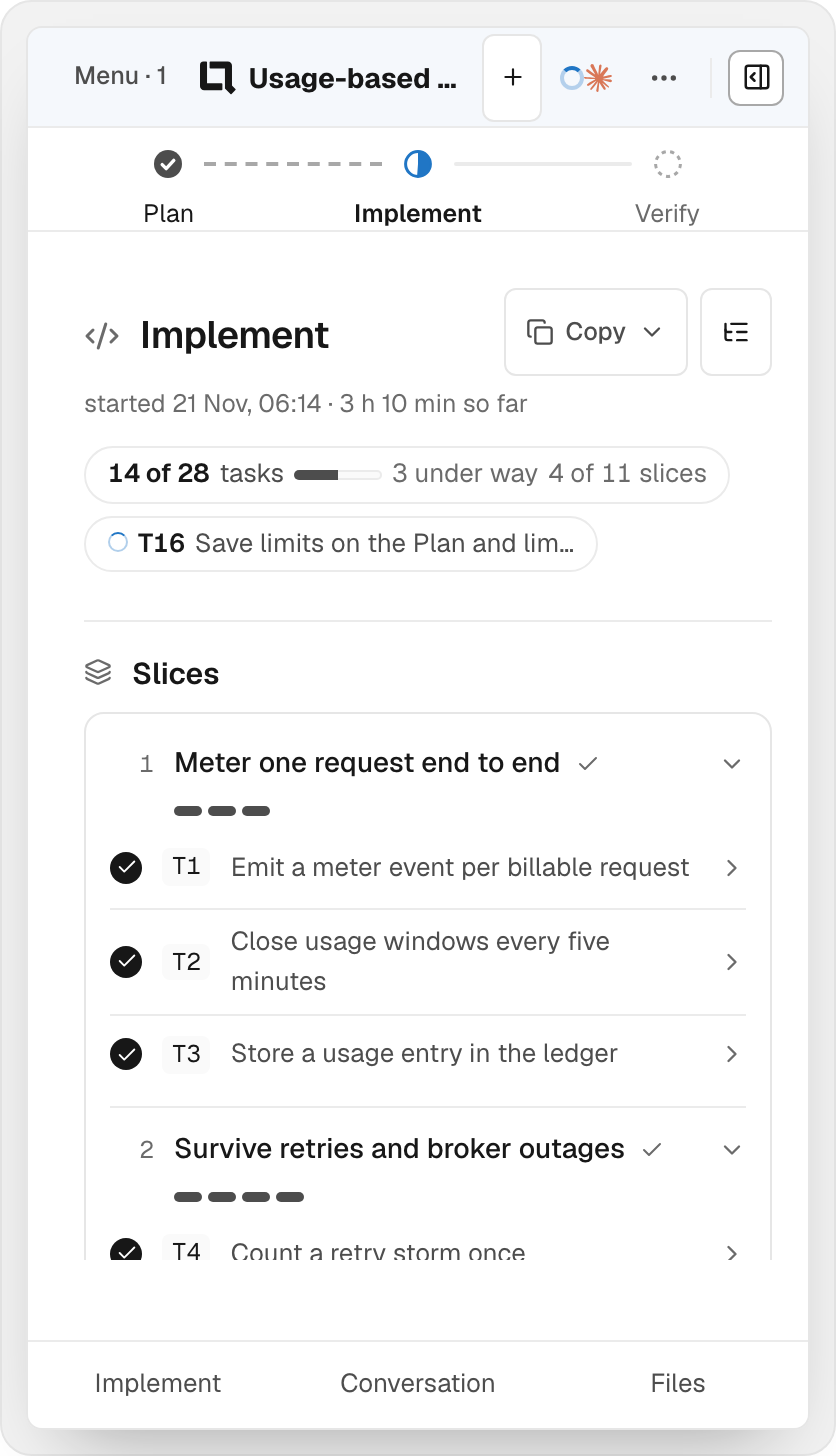 Menu · 1
Usage-based ...
Plan
Implement
Verify
Implement
Copy
started 21 Nov, 06:14 · 3 h 10 min so far
14 of 28 tasks 3 under way 4 of 11 slices
T16 Save limits on the Plan and lim...
Slices
1 Meter one request end to end
T1 Emit a meter event per billable request
T2 Close usage windows every five
minutes
T3 Store a usage entry in the ledger
2 Survive retries and broker outages
T4 Count a retry storm once
Implement
Conversation
Files